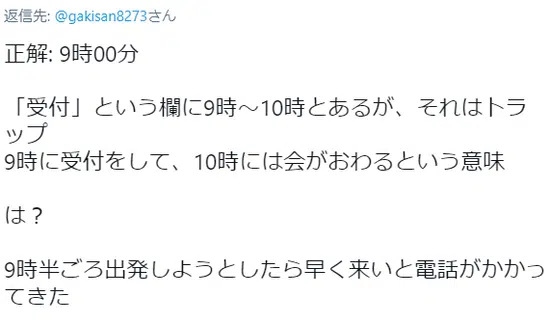 返信先: @gakisan8273さん
正解: 9時00分
「受付」という欄に9時～10時とあるが、それはトラ
ップ
9時に受付をして、10時には会がおわるという意味
は？
9時半ごろ出発しようとしたら早く来いと電話がかかっ
てきた